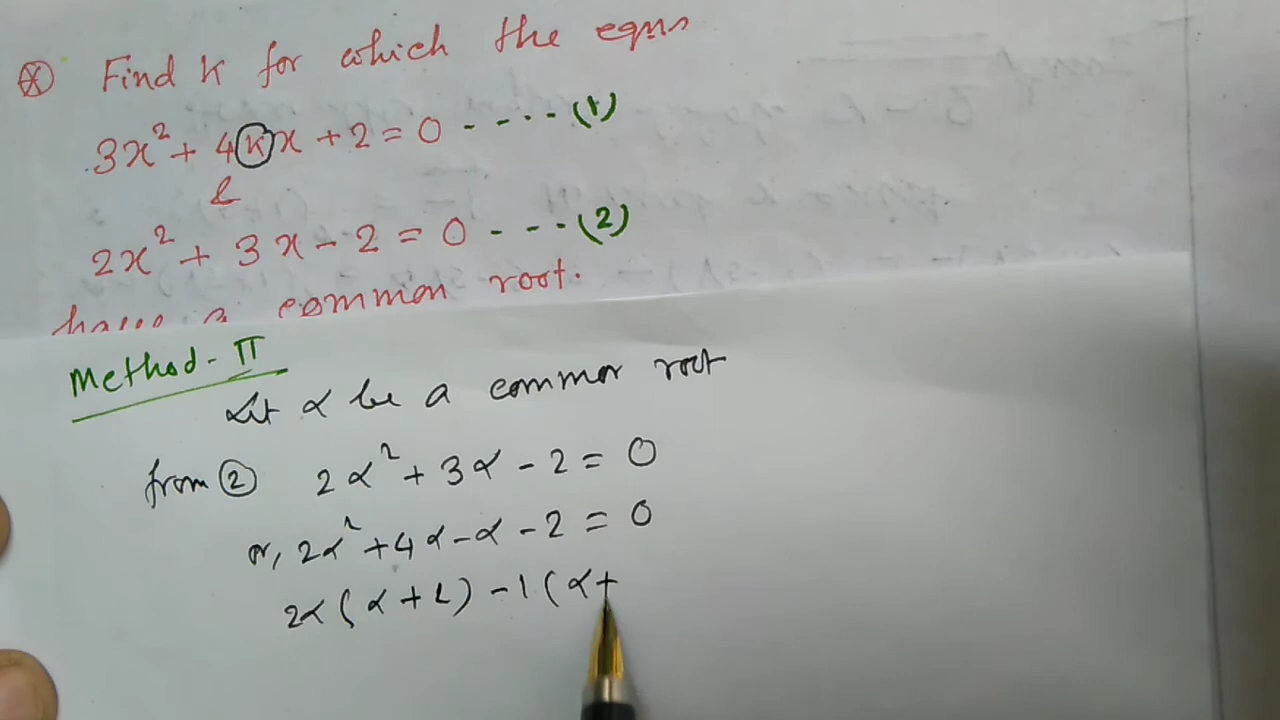 ⊛ Find k for which the eqns
3x² + 4kx + 2 = 0 - - - - (1)
&
2x² + 3x - 2 = 0 - - - (2)
have a common root.
Method - II
Let α be a common root
from ② 2α² + 3α - 2 = 0
or, 2α² + 4α - α - 2 = 0
2α(α + 2) - 1(α +